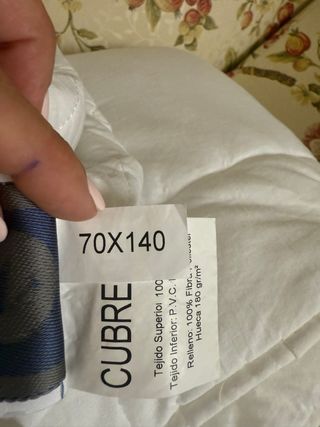 70X140
CUBRE
Tejido Superior 100
Tejido Inferior: P.V.C.
Relleno: 100% Fibra
Hueca 180 gr/m²